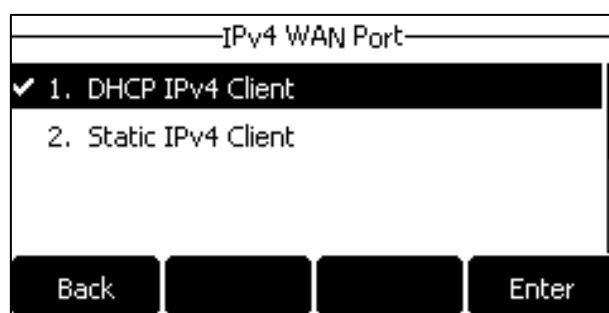 IPv4 WAN Port
✔ 1. DHCP IPv4 Client
2. Static IPv4 Client
Back Enter